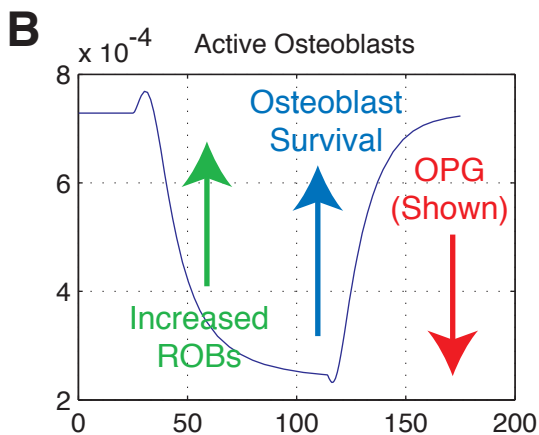 B
x 10-4
Active Osteoblasts
8
6
4
2
0
50
100
150
200
Osteoblast
Survival
OPG
(Shown)
Increased
ROBs